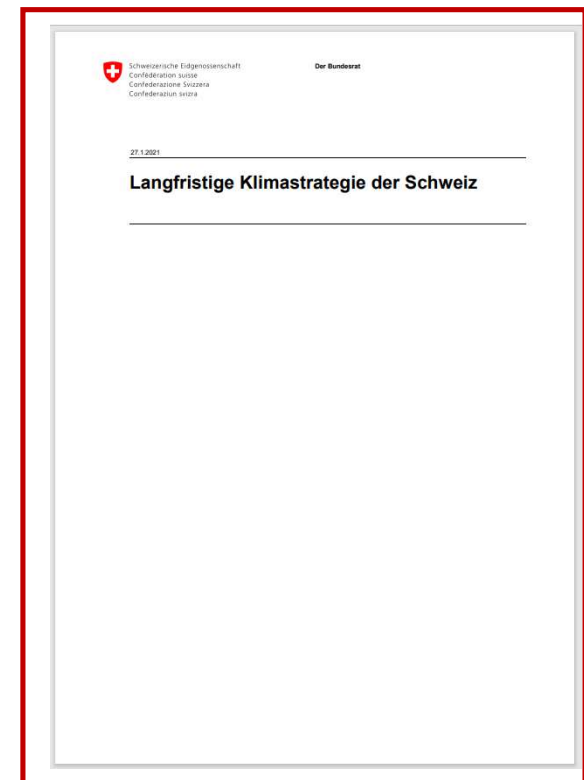 Schweizerische Eidgenossenschaft
Confédération suisse
Confederazione Svizzera
Confederaziun svizra
Der Bundesrat
27.1.2021
Langfristige Klimastrategie der Schweiz